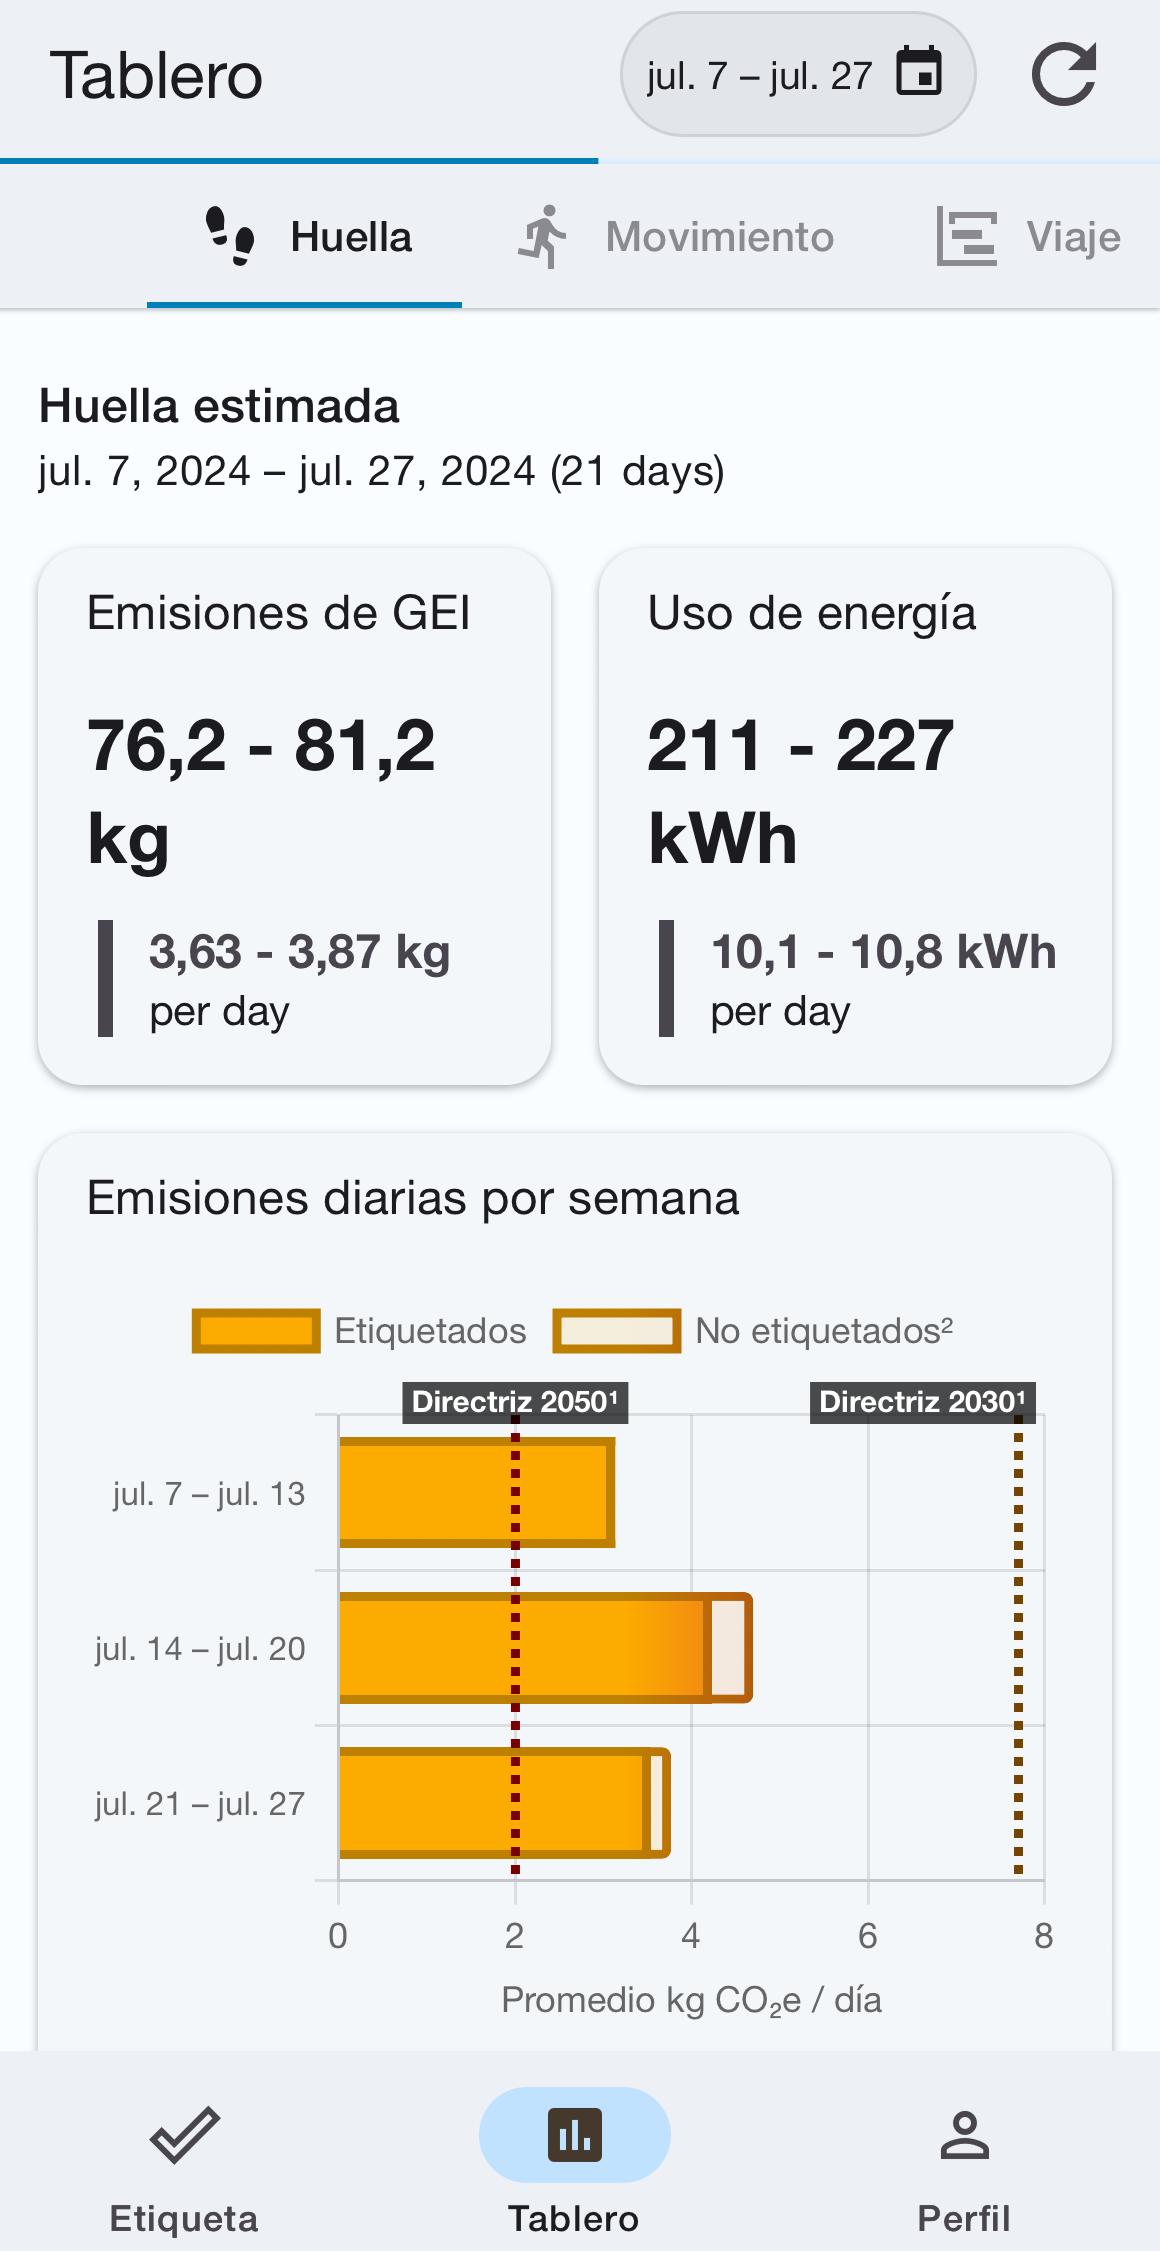 Tablero
jul. 7 – jul. 27
Huella
Movimiento
Viaje
Huella estimada
jul. 7, 2024 – jul. 27, 2024 (21 days)
Emisiones de GEI
76,2 - 81,2
kg
3,63 - 3,87 kg
per day
Uso de energía
211 - 227
kWh
10,1 - 10,8 kWh
per day
Emisiones diarias por semana
Etiquetados
No etiquetados²
Directriz 2050¹
Directriz 2030¹
jul. 7 – jul. 13
jul. 14 – jul. 20
jul. 21 – jul. 27
0 2 4 6 8
Promedio kg CO₂e / día
Etiqueta
Tablero
Perfil